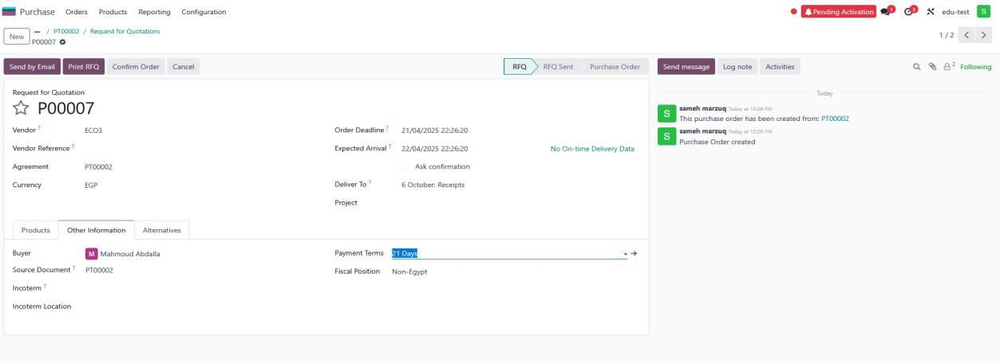 Purchase Orders Products Reporting Configuration Pending Activation 1 3 edu-test S
New ... / PT00002 / Request for Quotations
P00007
1 / 2
Send by Email Print RFQ Confirm Order Cancel RFQ RFQ Sent Purchase Order Send message Log note Activities 2 Following
Request for Quotation
P00007
Vendor ? ECO3
Vendor Reference ?
Agreement PT00002
Currency EGP
Order Deadline ? 21/04/2025 22:26:20
Expected Arrival ? 22/04/2025 22:26:20 No On-time Delivery Data
Ask confirmation
Deliver To ? 6 October: Receipts
Project
Products Other Information Alternatives
Buyer M Mahmoud Abdalla
Source Document ? PT00002
Incoterm ?
Incoterm Location
Payment Terms 21 Days
Fiscal Position Non-Egypt
Today
S sameh marzuq Today at 10:26 PM
This purchase order has been created from: PT00002
S sameh marzuq Today at 10:26 PM
Purchase Order created